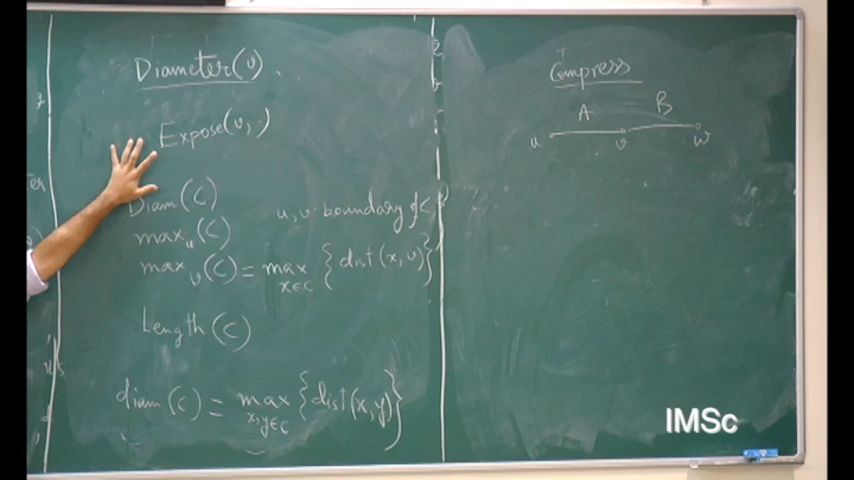 Diameter(v).
Expose(v, ·)
Diam(C)
u, v boundary of C
max_u(C)
max_v(C) = max_{x∈C} {dist(x, v)}
Length(C)
diam(C) = max_{x,y∈C} {dist(x, y)}
Compress
A B
u v w
IMSc